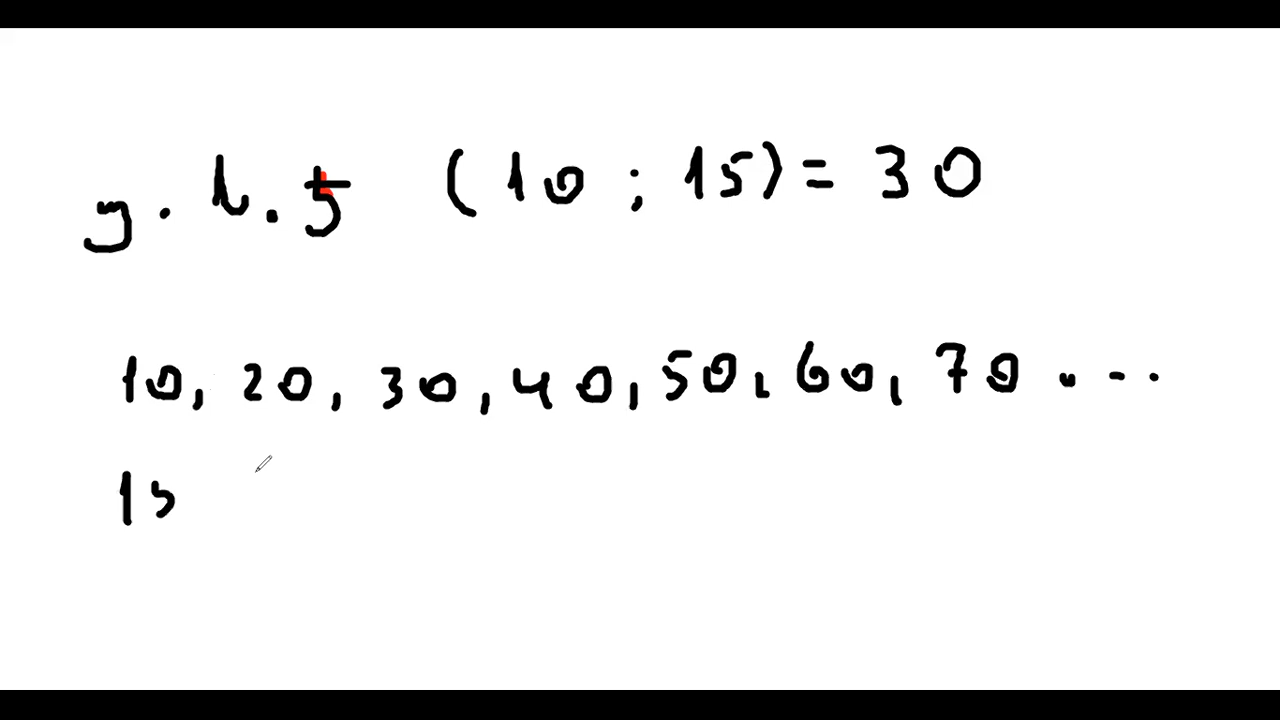 უ. ს. ჯ (10 ; 15) = 30
10, 20, 30, 40, 50, 60, 70 ...
15